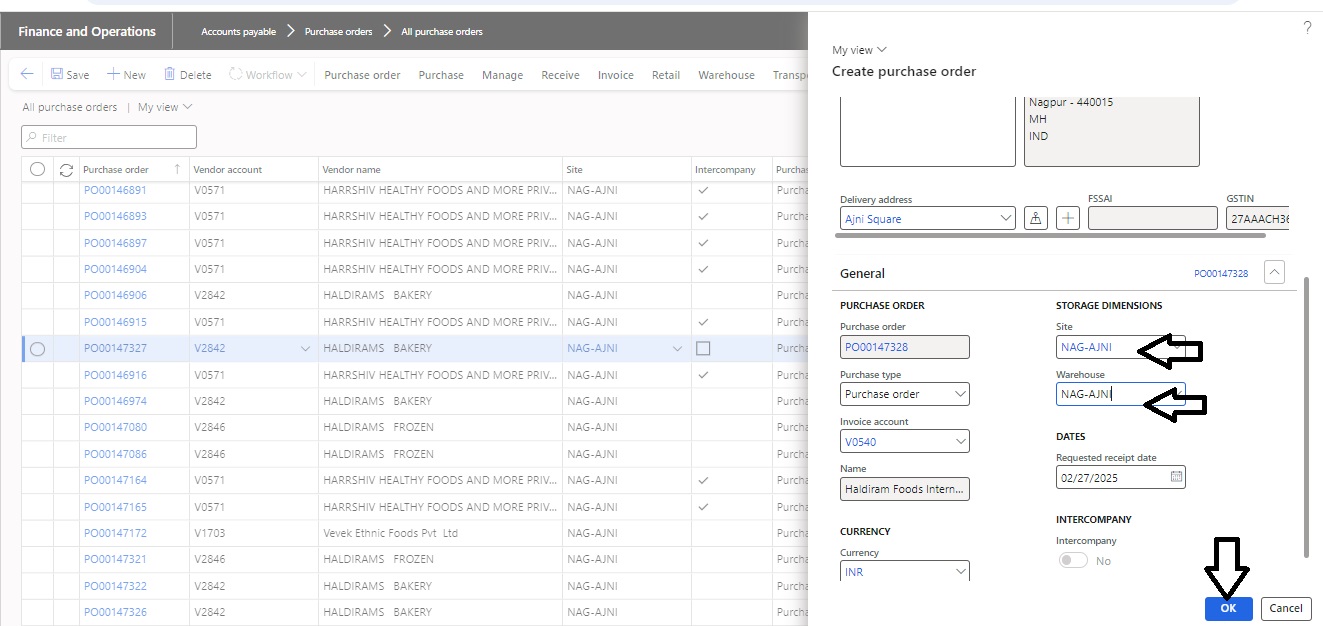 ?
Finance and Operations
Accounts payable > Purchase orders > All purchase orders
Save New Delete Workflow Purchase order Purchase Manage Receive Invoice Retail Warehouse Transp
All purchase orders | My view
Filter
Purchase order Vendor account Vendor name Site Intercompany Purchas
PO00146891 V0571 HARRSHIV HEALTHY FOODS AND MORE PRIV... NAG-AJNI Purcha
PO00146893 V0571 HARRSHIV HEALTHY FOODS AND MORE PRIV... NAG-AJNI Purcha
PO00146897 V0571 HARRSHIV HEALTHY FOODS AND MORE PRIV... NAG-AJNI Purcha
PO00146904 V0571 HARRSHIV HEALTHY FOODS AND MORE PRIV... NAG-AJNI Purcha
PO00146906 V2842 HALDIRAMS BAKERY NAG-AJNI Purcha
PO00146915 V0571 HARRSHIV HEALTHY FOODS AND MORE PRIV... NAG-AJNI Purcha
PO00147327 V2842 HALDIRAMS BAKERY NAG-AJNI Purcha
PO00146916 V0571 HARRSHIV HEALTHY FOODS AND MORE PRIV... NAG-AJNI Purcha
PO00146974 V2842 HALDIRAMS BAKERY NAG-AJNI Purcha
PO00147080 V2846 HALDIRAMS FROZEN NAG-AJNI Purcha
PO00147086 V2846 HALDIRAMS FROZEN NAG-AJNI Purcha
PO00147164 V0571 HARRSHIV HEALTHY FOODS AND MORE PRIV... NAG-AJNI Purcha
PO00147165 V0571 HARRSHIV HEALTHY FOODS AND MORE PRIV... NAG-AJNI Purcha
PO00147172 V1703 Vevek Ethnic Foods Pvt Ltd NAG-AJNI Purcha
PO00147321 V2846 HALDIRAMS FROZEN NAG-AJNI Purcha
PO00147322 V2842 HALDIRAMS BAKERY NAG-AJNI Purcha
PO00147326 V2842 HALDIRAMS BAKERY NAG-AJNI Purcha
My view
Create purchase order
Nagpur - 440015
MH
IND
Delivery address FSSAI GSTIN
Ajni Square 27AAACH36
General PO00147328
PURCHASE ORDER
Purchase order
PO00147328
Purchase type
Purchase order
Invoice account
V0540
Name
Haldiram Foods Intern...
CURRENCY
Currency
INR
STORAGE DIMENSIONS
Site
NAG-AJNI
Warehouse
NAG-AJNI
DATES
Requested receipt date
02/27/2025
INTERCOMPANY
Intercompany
No
OK Cancel